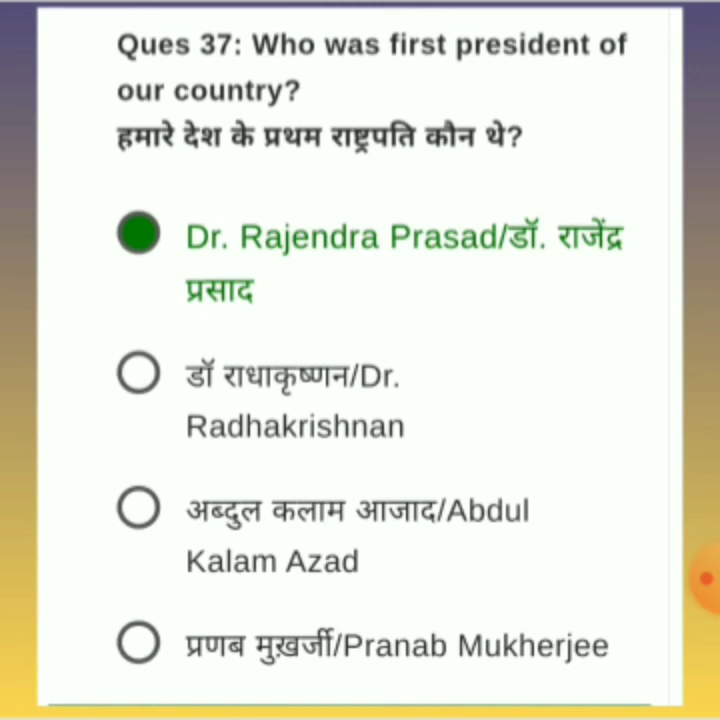 Ques 37: Who was first president of
our country?
हमारे देश के प्रथम राष्ट्रपति कौन थे?
Dr. Rajendra Prasad/डॉ. राजेंद्र
प्रसाद
डॉ राधाकृष्णन/Dr.
Radhakrishnan
अब्दुल कलाम आजाद/Abdul
Kalam Azad
प्रणब मुख़र्जी/Pranab Mukherjee